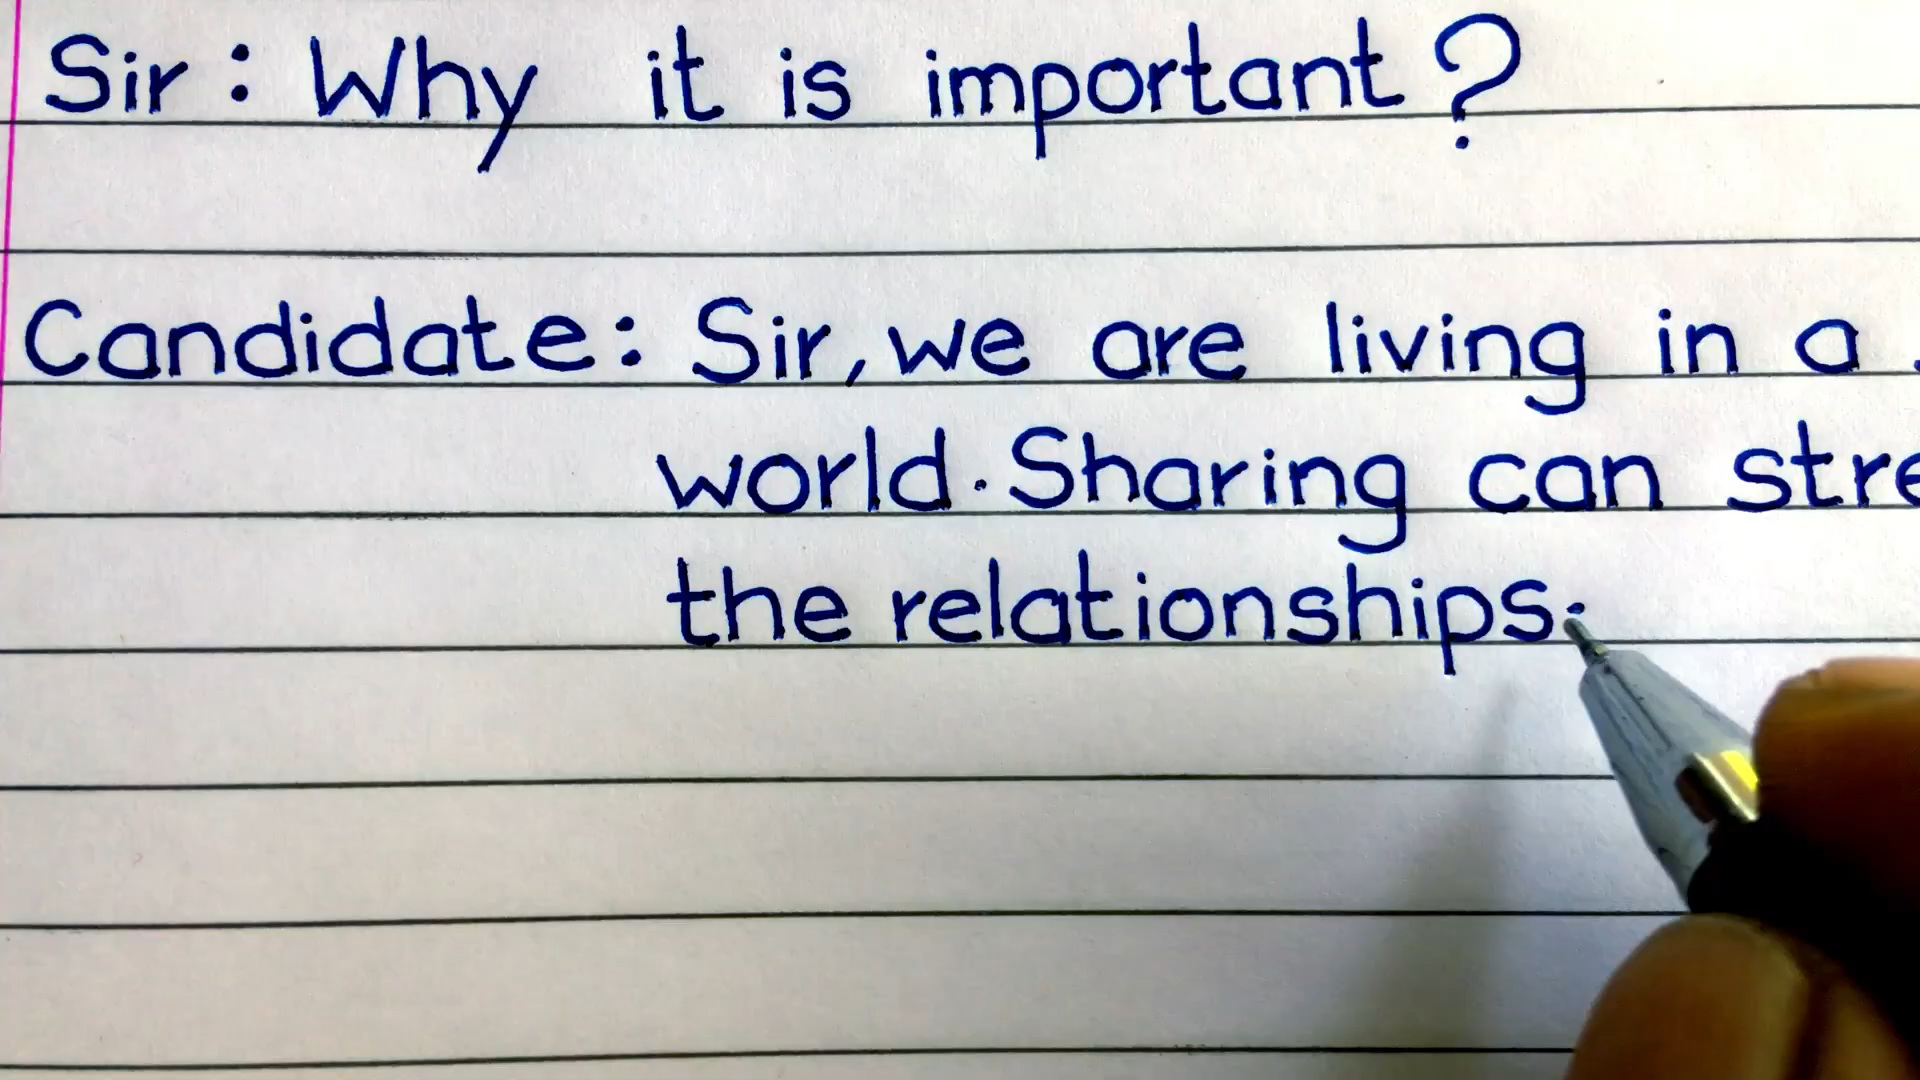 Sir: Why it is important?
Candidate: Sir, we are living in a
world. Sharing can
the relationships.